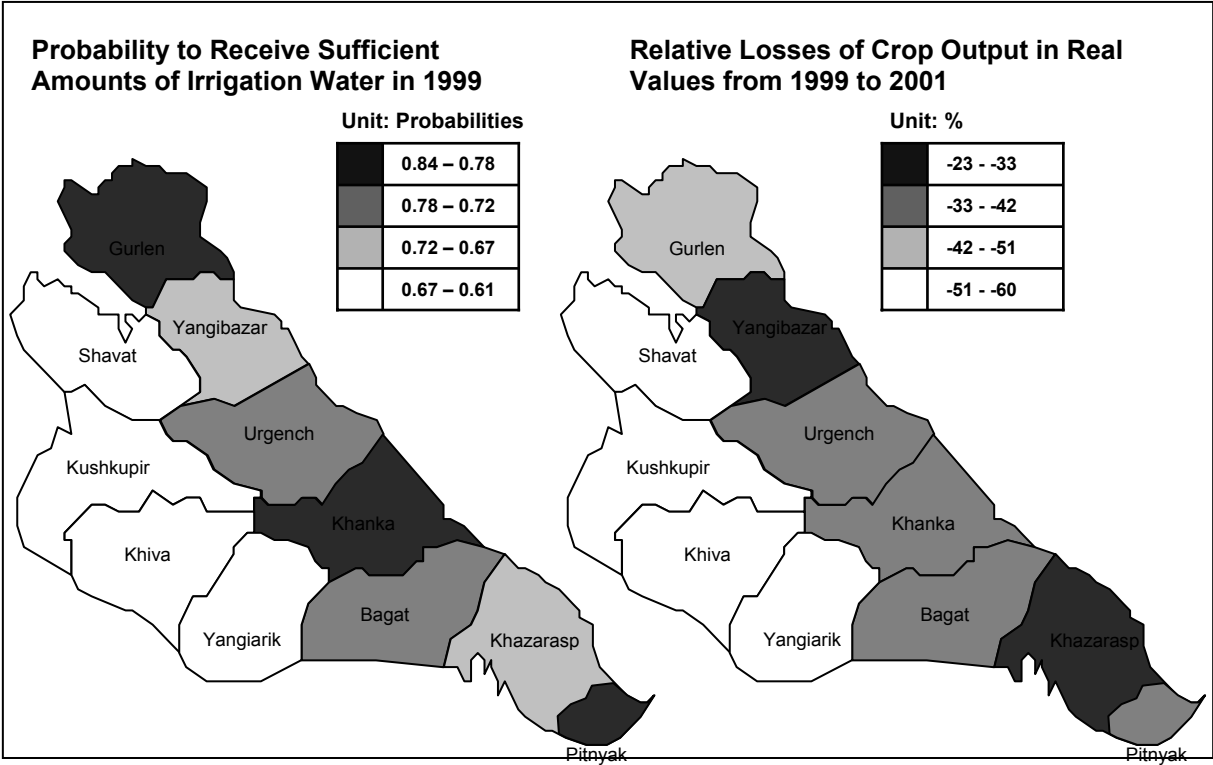 Probability to Receive Sufficient
Amounts of Irrigation Water in 1999
Unit: Probabilities
0.84 – 0.78
0.78 – 0.72
0.72 – 0.67
0.67 – 0.61
Gurlen
Yangibazar
Shavat
Urgench
Kushkupir
Khanka
Khiva
Bagat
Yangiarik
Khazarasp
Pitnyak
Relative Losses of Crop Output in Real
Values from 1999 to 2001
Unit: %
-23 - -33
-33 - -42
-42 - -51
-51 - -60
Gurlen
Yangibazar
Shavat
Urgench
Kushkupir
Khanka
Khiva
Bagat
Yangiarik
Khazarasp
Pitnyak